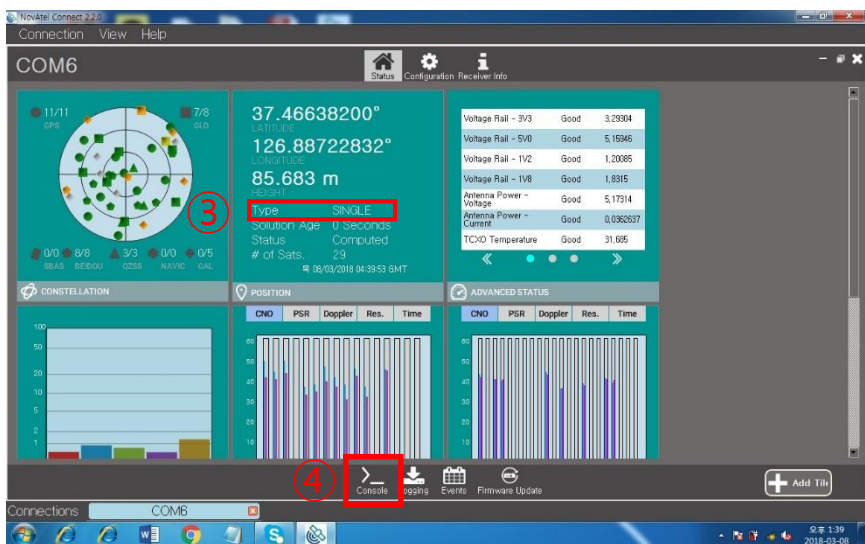 NovAtel Connect 2.2.0
Connection View Help
COM6
Status Configuration Receiver Info
11/11
GPS
7/8
GLO
0/0 8/8 3/3 0/0 0/5
SBAS BEIDOU QZSS NAVIC GAL
CONSTELLATION
37.46638200°
LATITUDE
126.88722832°
LONGITUDE
85.683 m
HEIGHT
③
Type SINGLE
Solution Age 0 Seconds
Status Computed
# of Sats. 29
목 08/03/2018 04:39:53 GMT
POSITION
Voltage Rail - 3V3 Good 3,29304
Voltage Rail - 5V0 Good 5,15946
Voltage Rail - 1V2 Good 1,20085
Voltage Rail - 1V8 Good 1,8315
Antenna Power - Voltage Good 5,17314
Antenna Power - Current Good 0,0362637
TCXO Temperature Good 31,685
« »
ADVANCED STATUS
100
50
20
10
5
2
1
CNO PSR Doppler Res. Time
60
50
40
30
20
10
CNO PSR Doppler Res. Time
60
50
40
30
20
10
④
Console Logging Events Firmware Update
Add Tile
Connections COM6
오후 1:39
2018-03-08